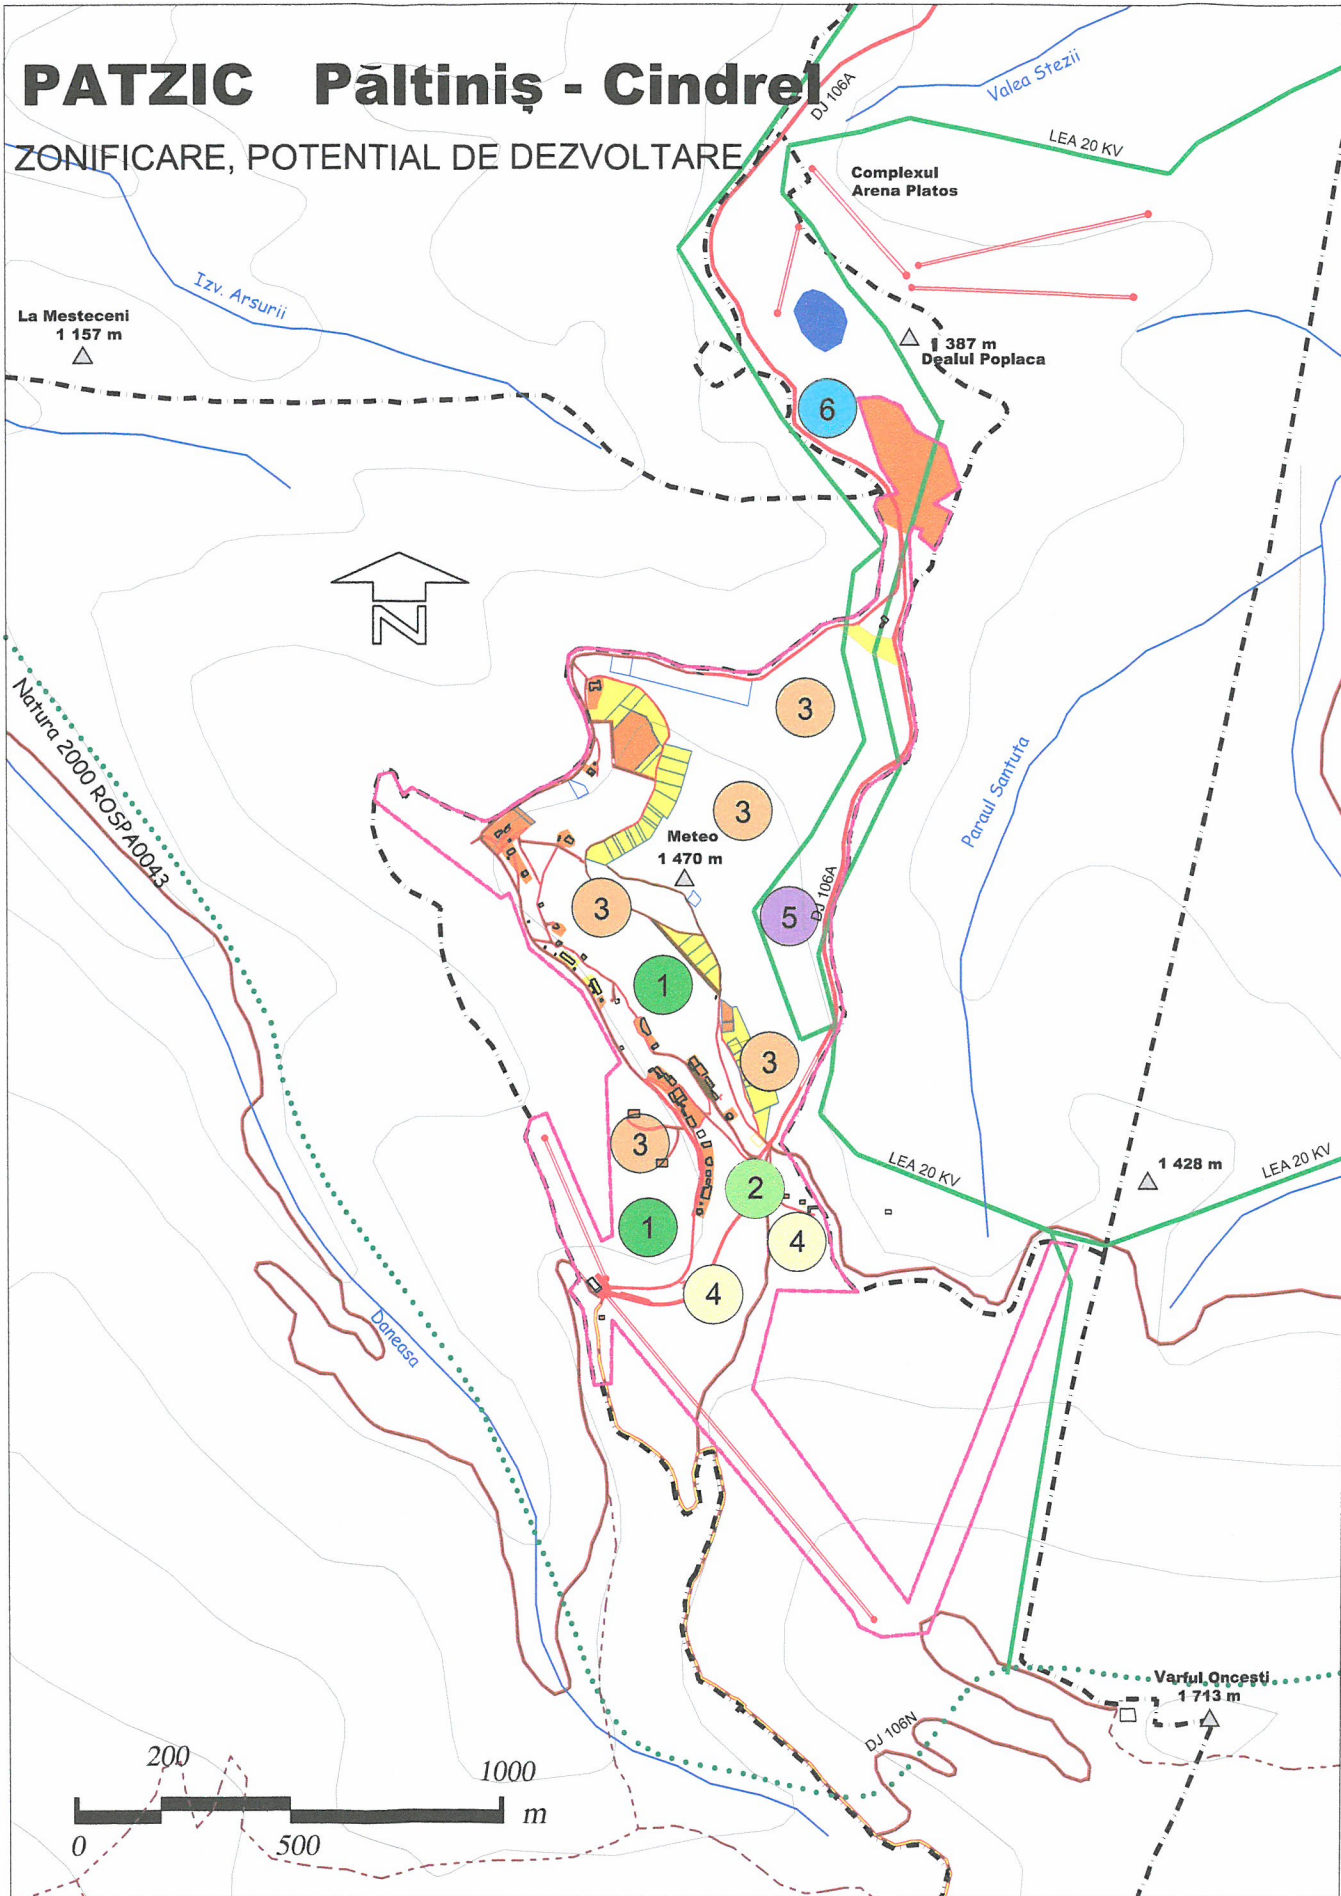 PATZIC Păltiniş - Cindrel
ZONIFICARE, POTENTIAL DE DEZVOLTARE
DJ 106A
Valea Stezii
LEA 20 KV
Complexul
Arena Platos
Izv. Arsurii
La Mesteceni
1 157 m
1 387 m
Dealul Poplaca
6
N
3
Natura 2000 ROSPA0043
3
Paraul Santuta
Meteo
1 470 m
3
5
DJ 106A
1
3
3
LEA 20 KV
1 428 m
LEA 20 KV
2
1
4
4
Daneasa
Varful Oncesti
1 713 m
DJ 106N
200
1000
m
0
500